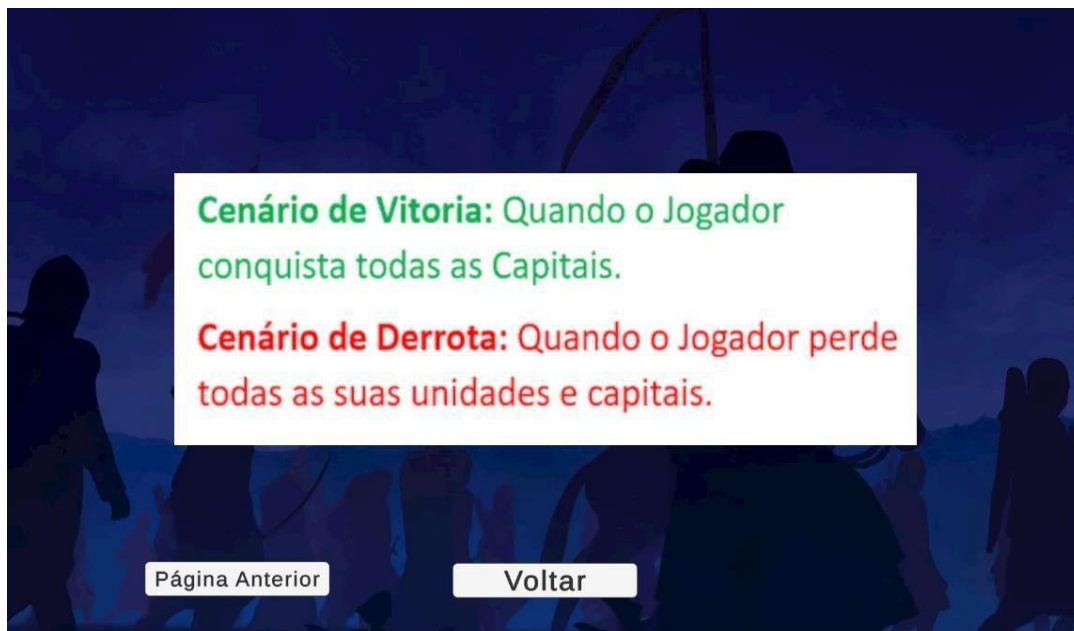 Cenário de Vitoria: Quando o Jogador
conquista todas as Capitais.
Cenário de Derrota: Quando o Jogador perde
todas as suas unidades e capitais.
Página Anterior
Voltar